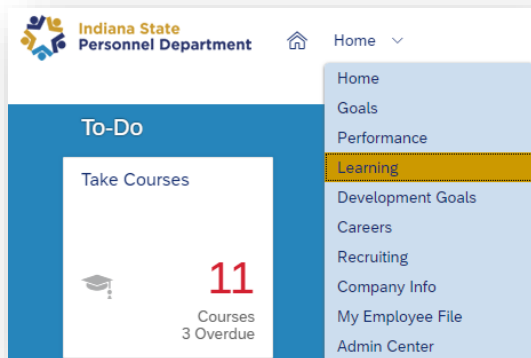 Indiana State
Personnel Department
Home
Home
Goals
Performance
Learning
Development Goals
Careers
Recruiting
Company Info
My Employee File
Admin Center
To-Do
Take Courses
11
Courses
3 Overdue